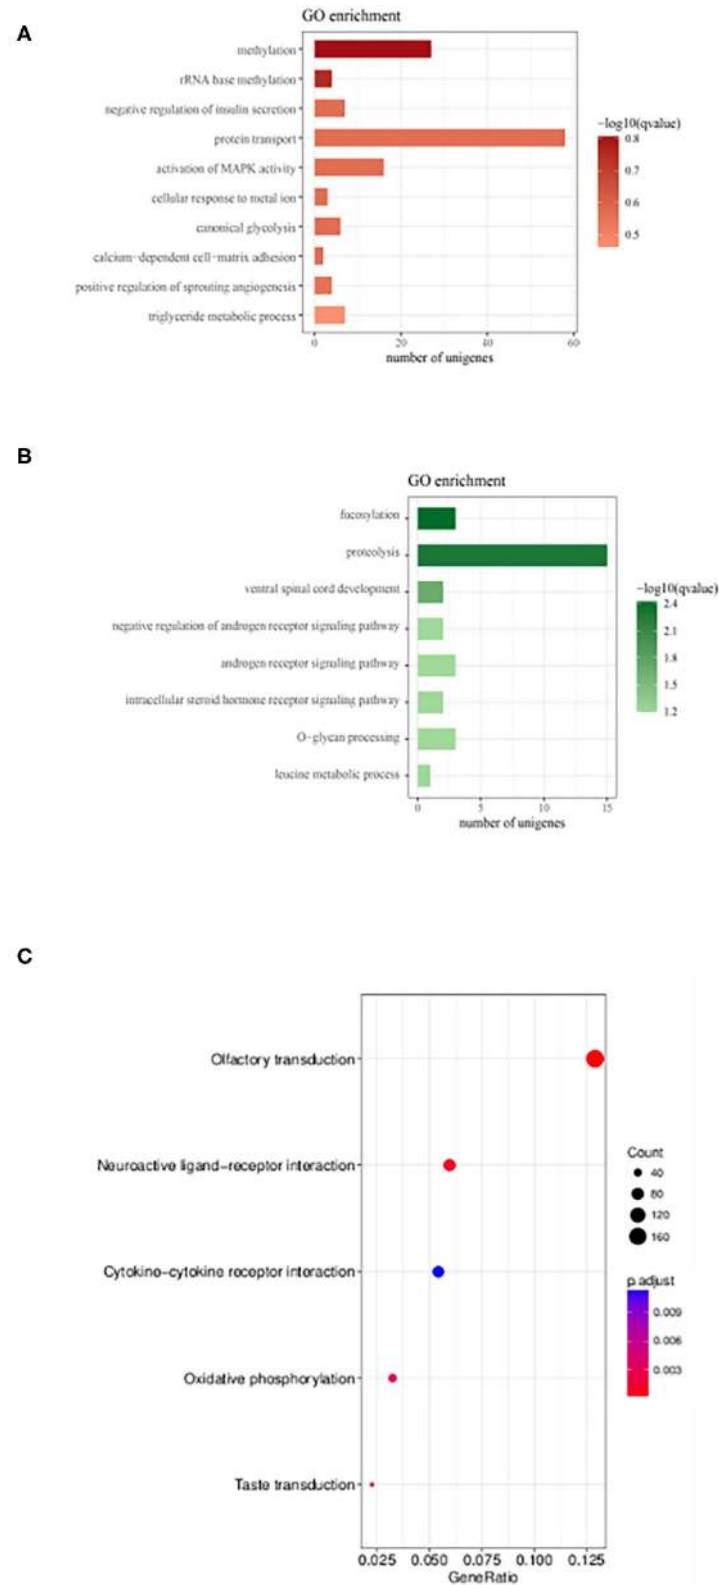 A
GO enrichment
methylation
rRNA base methylation
negative regulation of insulin secretion
protein transport
activation of MAPK activity
cellular response to metal ion
canonical glycolysis
calcium-dependent cell-matrix adhesion
positive regulation of sprouting angiogenesis
triglyceride metabolic process
0 20 40 60
number of unigenes
-log10(qvalue)
0.8
0.7
0.6
0.5
B
GO enrichment
fucosylation
proteolysis
ventral spinal cord development
negative regulation of androgen receptor signaling pathway
androgen receptor signaling pathway
intracellular steroid hormone receptor signaling pathway
O-glycan processing
leucine metabolic process
0 5 10 15
number of unigenes
-log10(qvalue)
2.4
2.1
1.8
1.5
1.2
C
Olfactory transduction
Neuroactive ligand-receptor interaction
Cytokine-cytokine receptor interaction
Oxidative phosphorylation
Taste transduction
0.025 0.050 0.075 0.100 0.125
GeneRatio
Count
40
80
120
160
p.adjust
0.009
0.006
0.003